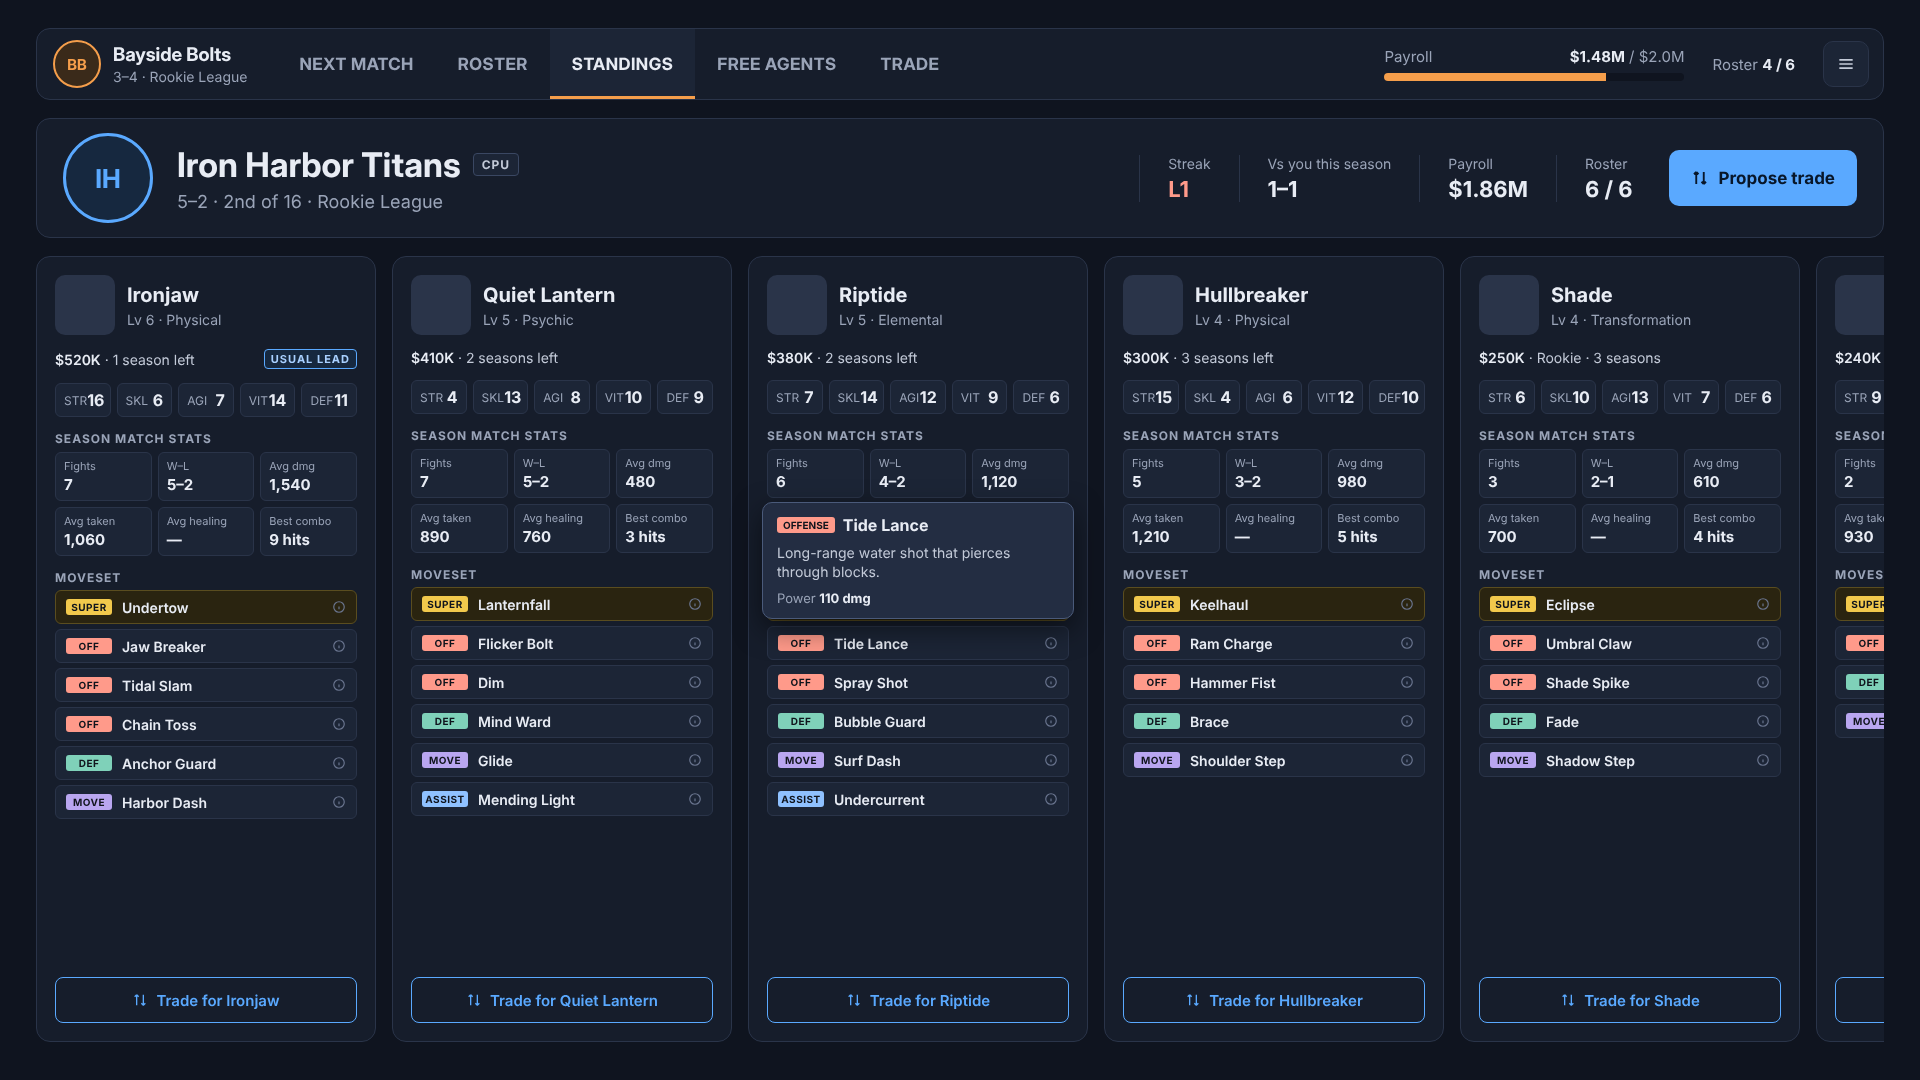 BB
Bayside Bolts
3–4 · Rookie League
NEXT MATCH
ROSTER
STANDINGS
FREE AGENTS
TRADE
Payroll
$1.48M / $2.0M
Roster 4 / 6
IH
Iron Harbor Titans
CPU
5–2 · 2nd of 16 · Rookie League
Streak
L1
Vs you this season
1–1
Payroll
$1.86M
Roster
6 / 6
Propose trade
Ironjaw
Lv 6 · Physical
$520K · 1 season left
USUAL LEAD
STR 16
SKL 6
AGI 7
VIT 14
DEF 11
SEASON MATCH STATS
Fights
7
W–L
5–2
Avg dmg
1,540
Avg taken
1,060
Avg healing
—
Best combo
9 hits
MOVESET
SUPER Undertow
OFF Jaw Breaker
OFF Tidal Slam
OFF Chain Toss
DEF Anchor Guard
MOVE Harbor Dash
Trade for Ironjaw
Quiet Lantern
Lv 5 · Psychic
$410K · 2 seasons left
STR 4
SKL 13
AGI 8
VIT 10
DEF 9
SEASON MATCH STATS
Fights
7
W–L
5–2
Avg dmg
480
Avg taken
890
Avg healing
760
Best combo
3 hits
MOVESET
SUPER Lanternfall
OFF Flicker Bolt
OFF Dim
DEF Mind Ward
MOVE Glide
ASSIST Mending Light
Trade for Quiet Lantern
Riptide
Lv 5 · Elemental
$380K · 2 seasons left
STR 7
SKL 14
AGI 12
VIT 9
DEF 6
SEASON MATCH STATS
Fights
6
W–L
4–2
Avg dmg
1,120
OFFENSE Tide Lance
Long-range water shot that pierces
through blocks.
Power 110 dmg
OFF Tide Lance
OFF Spray Shot
DEF Bubble Guard
MOVE Surf Dash
ASSIST Undercurrent
Trade for Riptide
Hullbreaker
Lv 4 · Physical
$300K · 3 seasons left
STR 15
SKL 4
AGI 6
VIT 12
DEF 10
SEASON MATCH STATS
Fights
5
W–L
3–2
Avg dmg
980
Avg taken
1,210
Avg healing
—
Best combo
5 hits
MOVESET
SUPER Keelhaul
OFF Ram Charge
OFF Hammer Fist
DEF Brace
MOVE Shoulder Step
Trade for Hullbreaker
Shade
Lv 4 · Transformation
$250K · Rookie · 3 seasons
STR 6
SKL 10
AGI 13
VIT 7
DEF 6
SEASON MATCH STATS
Fights
3
W–L
2–1
Avg dmg
610
Avg taken
700
Avg healing
—
Best combo
4 hits
MOVESET
SUPER Eclipse
OFF Umbral Claw
OFF Shade Spike
DEF Fade
MOVE Shadow Step
Trade for Shade
$240K
STR 9
SEASO
Fights
2
Avg tak
930
MOVES
SUPER
OFF
DEF
MOVE